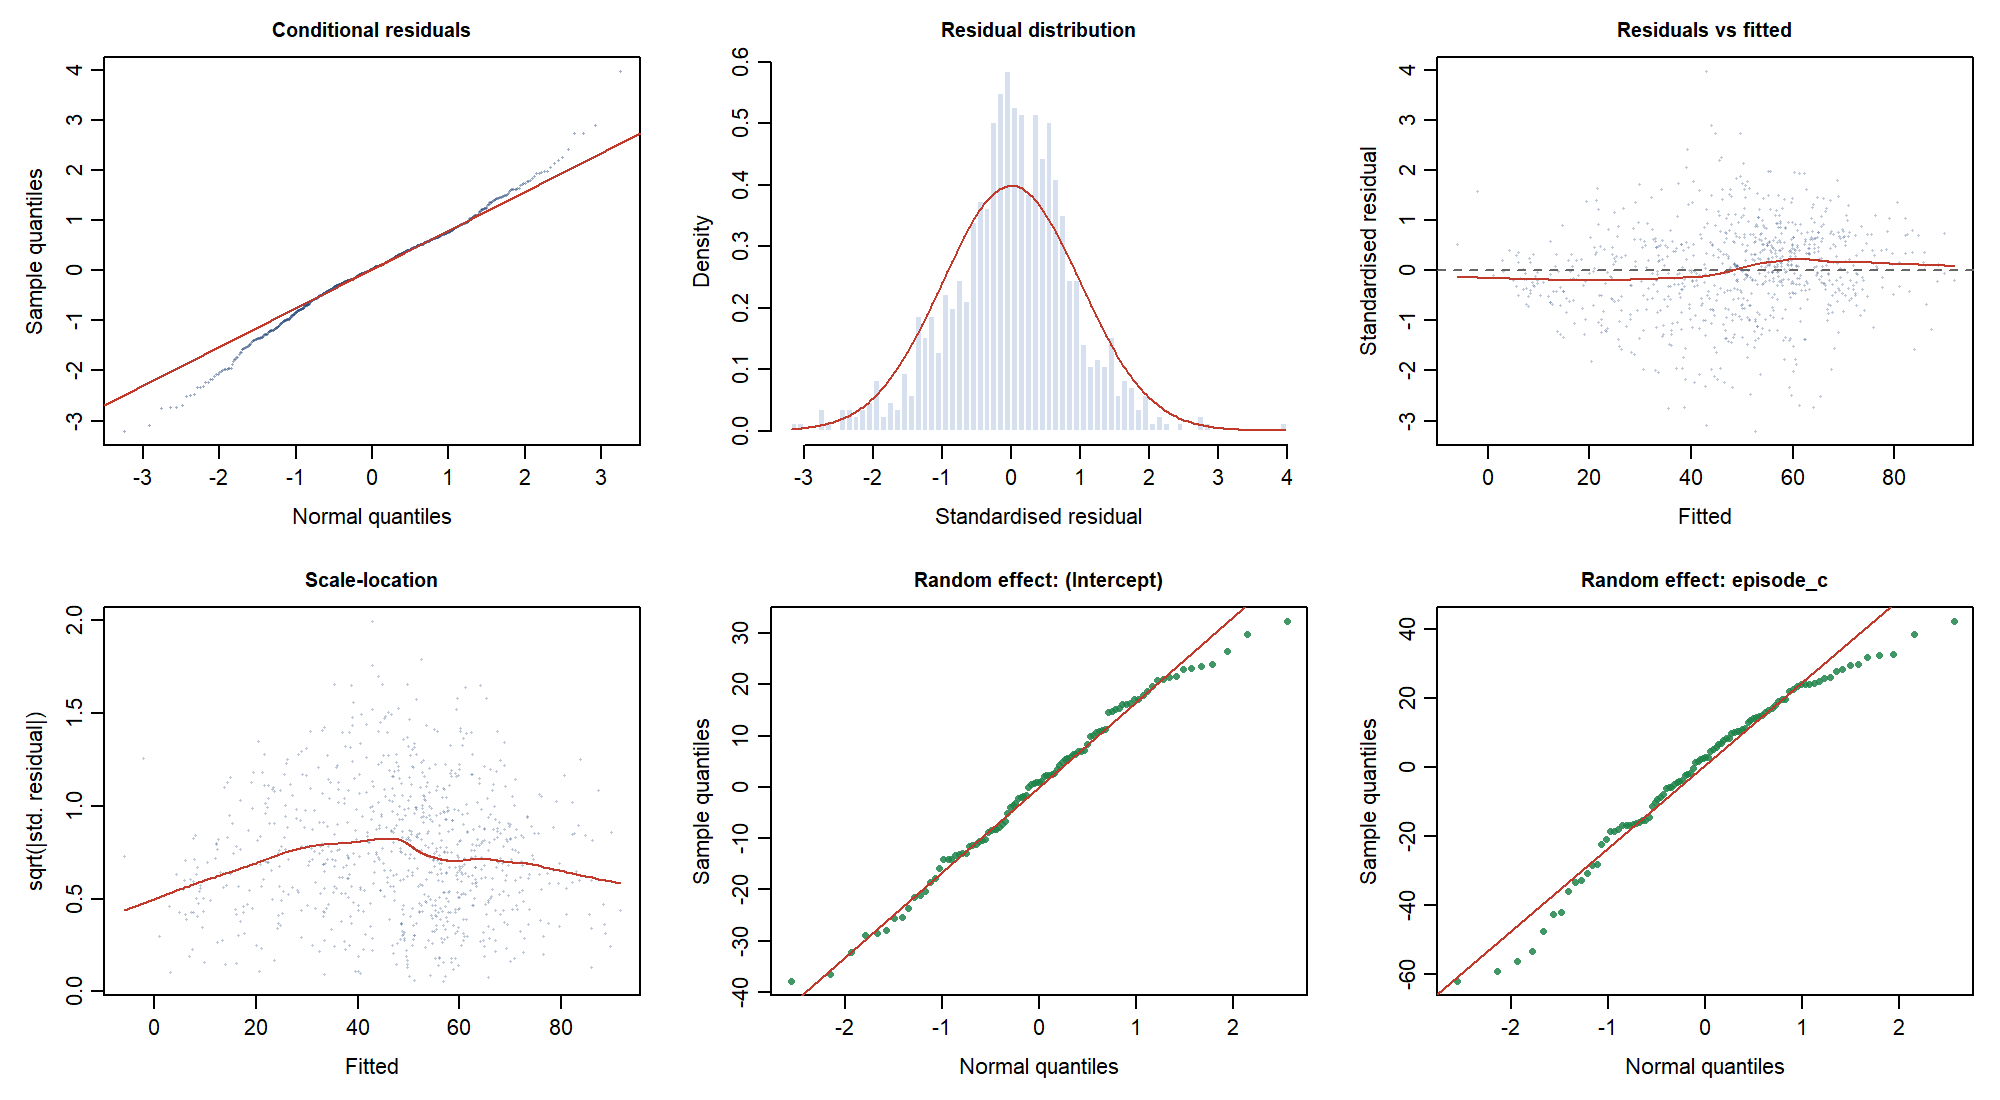 Conditional residuals
Sample quantiles
4
3
2
1
0
-1
-2
-3
-3 -2 -1 0 1 2 3
Normal quantiles
Residual distribution
Density
0.6
0.5
0.4
0.3
0.2
0.1
0.0
-3 -2 -1 0 1 2 3 4
Standardised residual
Residuals vs fitted
Standardised residual
4
3
2
1
0
-1
-2
-3
0 20 40 60 80
Fitted
Scale-location
sqrt(|std. residual|)
2.0
1.5
1.0
0.5
0.0
0 20 40 60 80
Fitted
Random effect: (Intercept)
Sample quantiles
30
20
10
0
-10
-20
-30
-40
-2 -1 0 1 2
Normal quantiles
Random effect: episode_c
Sample quantiles
40
20
0
-20
-40
-60
-2 -1 0 1 2
Normal quantiles